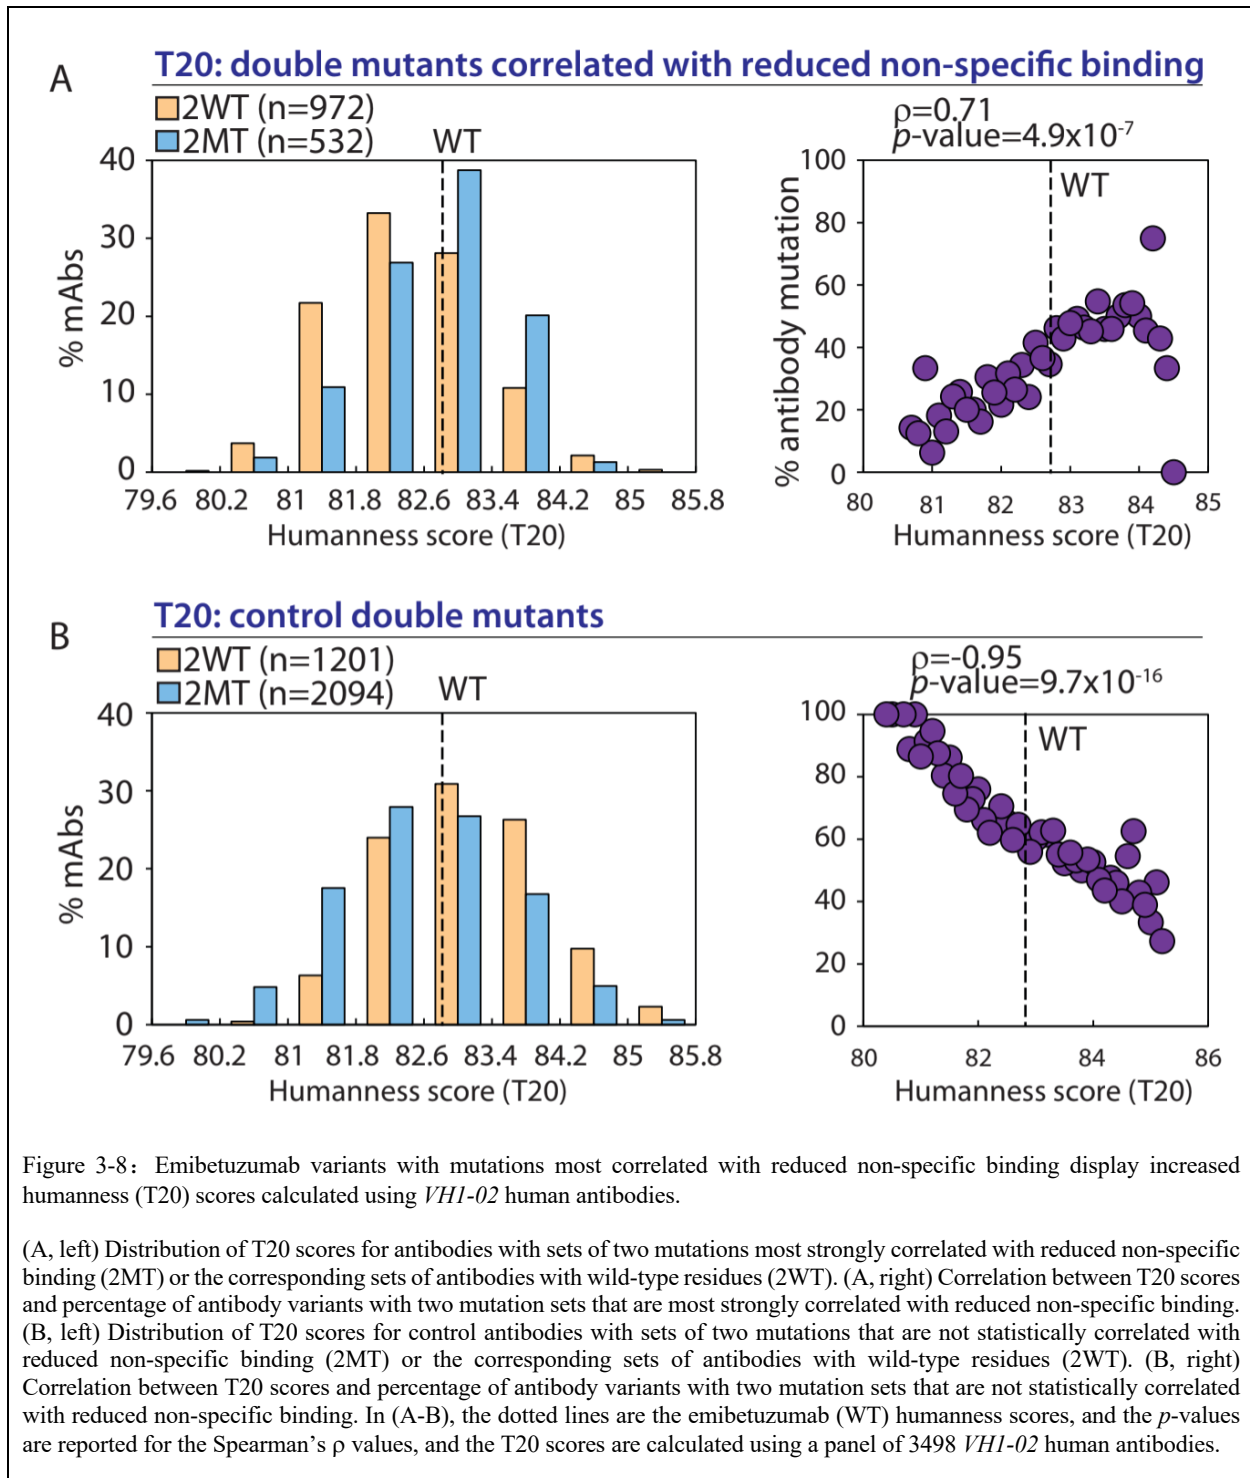 A
T20: double mutants correlated with reduced non-specific binding
2WT (n=972)
2MT (n=532)
WT
40
30
20
10
0
% mAbs
79.6 80.2 81 81.8 82.6 83.4 84.2 85 85.8
Humanness score (T20)
ρ=0.71
p-value=4.9x10-7
WT
100
80
60
40
20
0
% antibody mutation
80 81 82 83 84 85
Humanness score (T20)
B
T20: control double mutants
2WT (n=1201)
2MT (n=2094)
WT
40
30
20
10
0
% mAbs
79.6 80.2 81 81.8 82.6 83.4 84.2 85 85.8
Humanness score (T20)
ρ=-0.95
p-value=9.7x10-16
WT
100
80
60
40
20
0
80 82 84 86
Humanness score (T20)
Figure 3-8: Emibetuzumab variants with mutations most correlated with reduced non-specific binding display increased
humanness (T20) scores calculated using VH1-02 human antibodies.
(A, left) Distribution of T20 scores for antibodies with sets of two mutations most strongly correlated with reduced non-specific
binding (2MT) or the corresponding sets of antibodies with wild-type residues (2WT). (A, right) Correlation between T20 scores
and percentage of antibody variants with two mutation sets that are most strongly correlated with reduced non-specific binding.
(B, left) Distribution of T20 scores for control antibodies with sets of two mutations that are not statistically correlated with
reduced non-specific binding (2MT) or the corresponding sets of antibodies with wild-type residues (2WT). (B, right)
Correlation between T20 scores and percentage of antibody variants with two mutation sets that are not statistically correlated
with reduced non-specific binding. In (A-B), the dotted lines are the emibetuzumab (WT) humanness scores, and the p-values
are reported for the Spearman's ρ values, and the T20 scores are calculated using a panel of 3498 VH1-02 human antibodies.